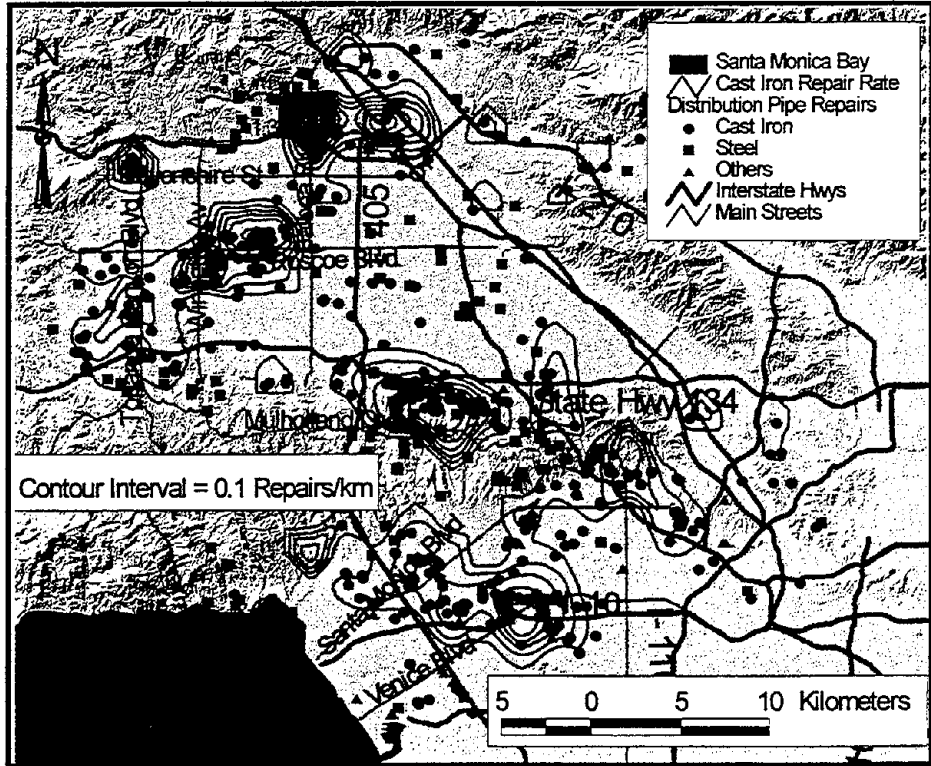 N
Santa Monica Bay
Cast Iron Repair Rate
Distribution Pipe Repairs
Cast Iron
Steel
Others
Interstate Hwys
Main Streets
405
Roscoe Blvd.
State Hwy 134
Contour Interval = 0.1 Repairs/km
Santa Monica Blvd
I-10
Venice Blvd
5 0 5 10 Kilometers